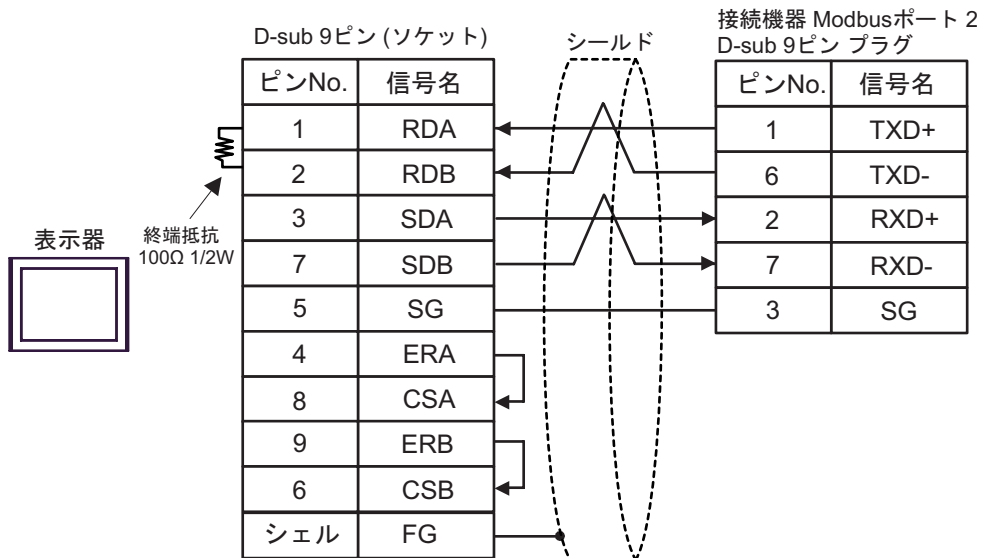 接続機器 Modbusポート 2
D-sub 9ピン (ソケット)
シールド
D-sub 9ピン プラグ
ピンNo. 信号名
ピンNo. 信号名
1 RDA
1 TXD+
2 RDB
6 TXD-
3 SDA
2 RXD+
表示器
終端抵抗
100Ω 1/2W
7 SDB
7 RXD-
5 SG
3 SG
4 ERA
8 CSA
9 ERB
6 CSB
シェル FG